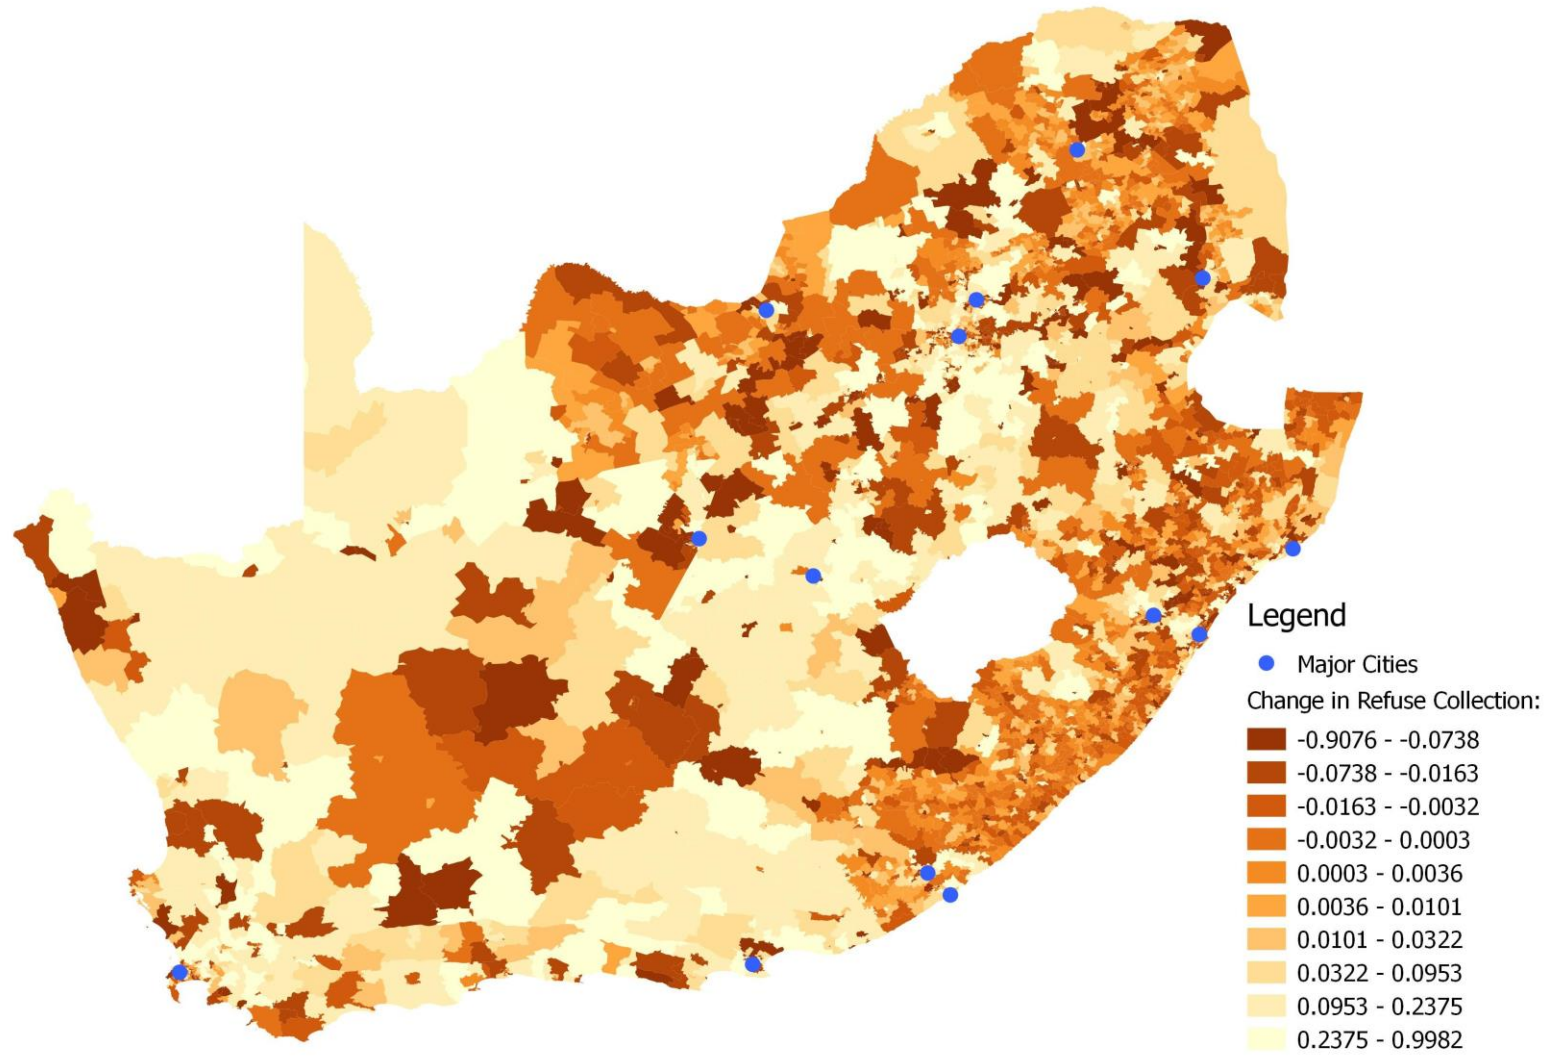 Legend
Major Cities
Change in Refuse Collection:
-0.9076 - -0.0738
-0.0738 - -0.0163
-0.0163 - -0.0032
-0.0032 - 0.0003
0.0003 - 0.0036
0.0036 - 0.0101
0.0101 - 0.0322
0.0322 - 0.0953
0.0953 - 0.2375
0.2375 - 0.9982